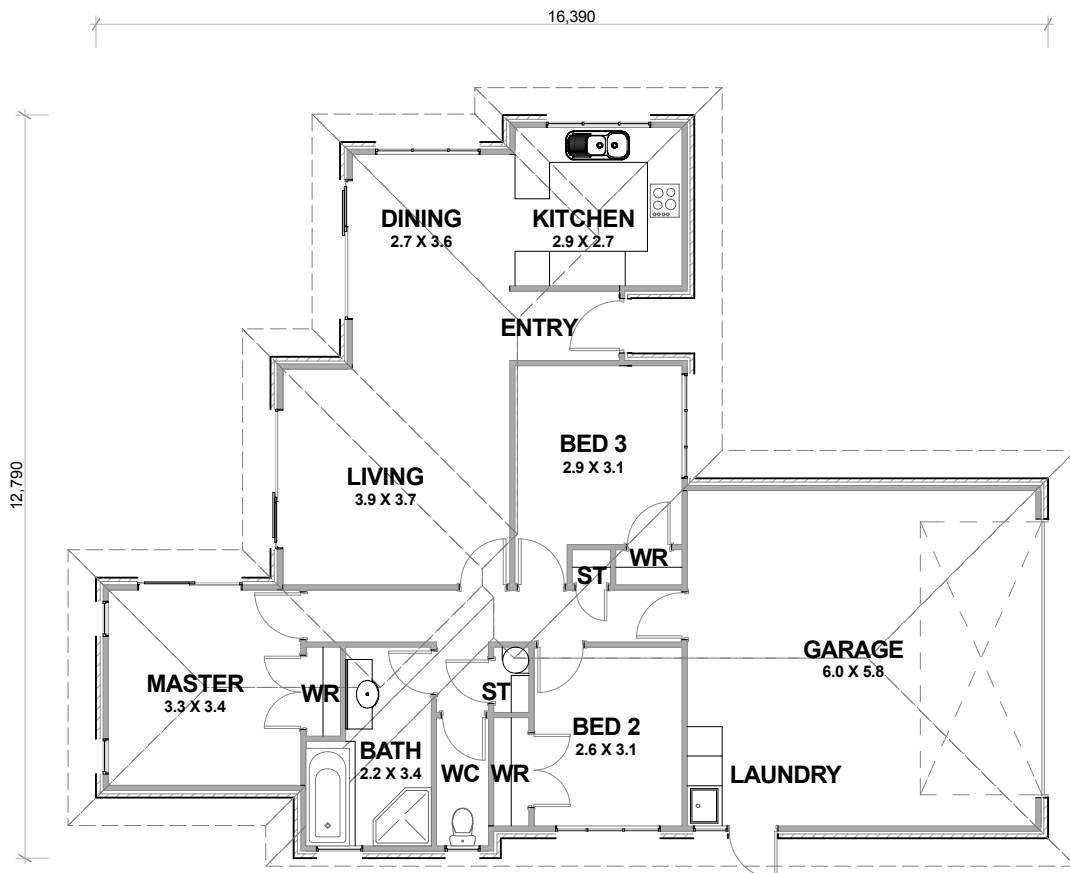 16,390
12,790
DINING
2.7 X 3.6
KITCHEN
2.9 X 2.7
ENTRY
BED 3
2.9 X 3.1
LIVING
3.9 X 3.7
WR
ST
GARAGE
6.0 X 5.8
MASTER
3.3 X 3.4
WR
ST
BED 2
2.6 X 3.1
BATH
2.2 X 3.4
WC
WR
LAUNDRY